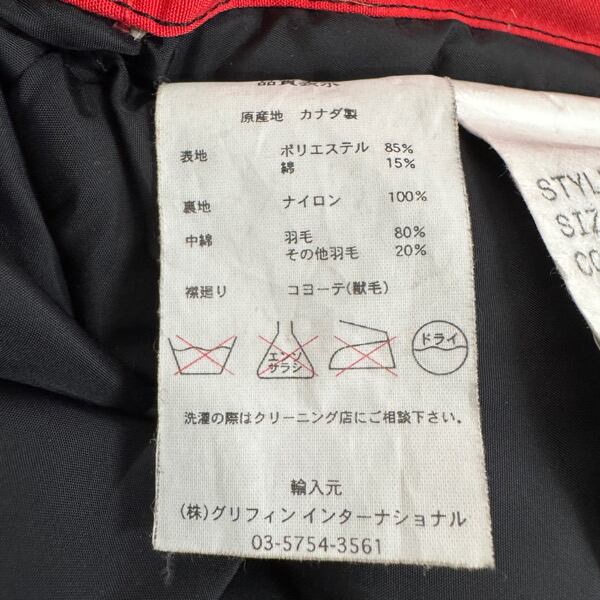 品質表示
原産地 カナダ製
表地 ポリエステル 85%
綿 15%
裏地 ナイロン 100%
中綿 羽毛 80%
その他羽毛 20%
襟廻り コヨーテ(獣毛)
エンソ
サラシ
ドライ
洗濯の際はクリーニング店にご相談下さい。
輸入元
(株)グリフィン インターナショナル
03-5754-3561
STYL
SIZ
CO